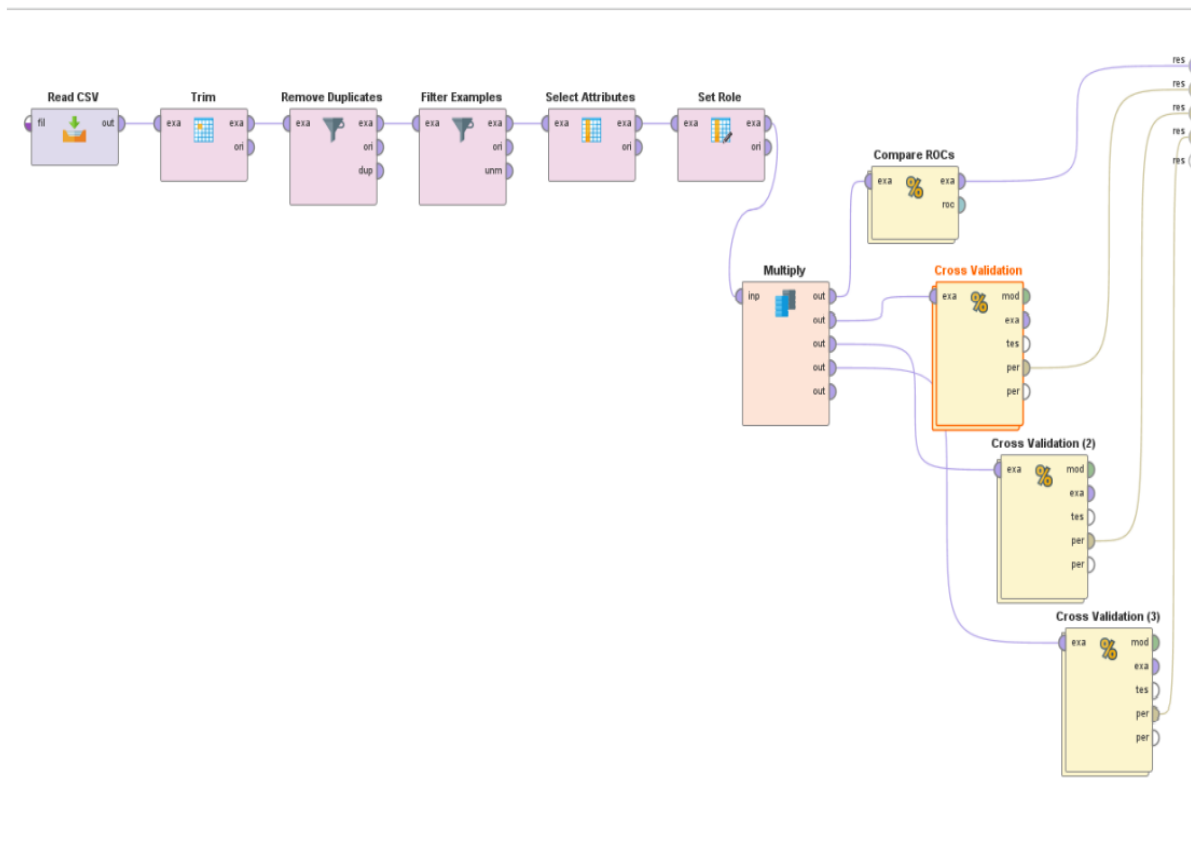 res
res
res
res
res
Read CSV
fil out
Trim
exa exa
ori
Remove Duplicates
exa exa
ori
dup
Filter Examples
exa exa
ori
unm
Select Attributes
exa exa
ori
Set Role
exa exa
ori
Compare ROCs
exa exa
roc
Multiply
inp out
out
out
out
out
Cross Validation
exa mod
exa
tes
per
per
Cross Validation (2)
exa mod
exa
tes
per
per
Cross Validation (3)
exa mod
exa
tes
per
per